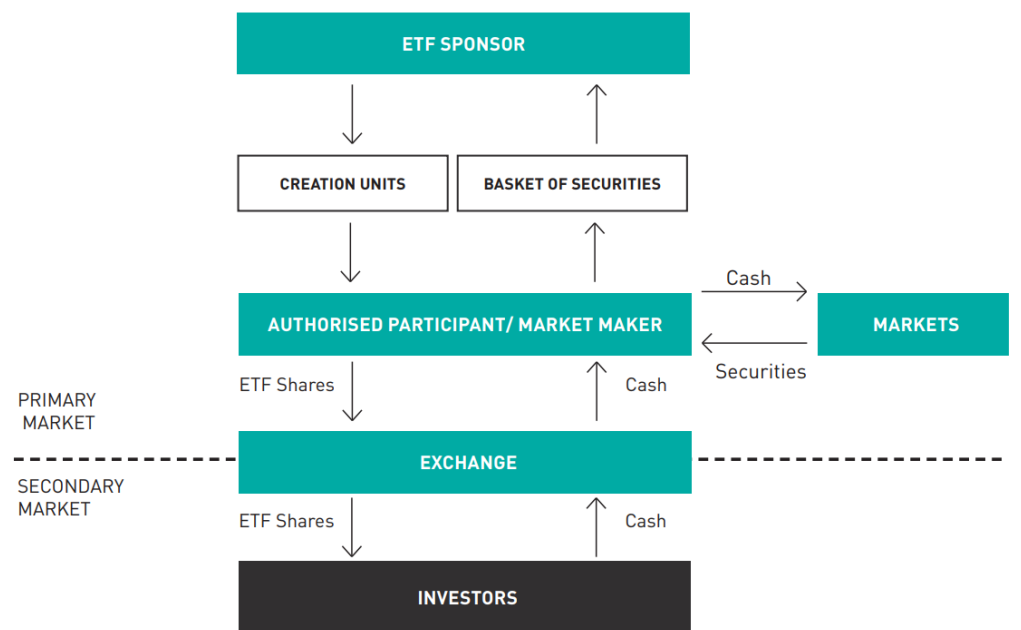 ETF SPONSOR
CREATION UNITS
BASKET OF SECURITIES
Cash
AUTHORISED PARTICIPANT/ MARKET MAKER
MARKETS
Securities
ETF Shares
Cash
PRIMARY
MARKET
EXCHANGE
SECONDARY
MARKET
ETF Shares
Cash
INVESTORS